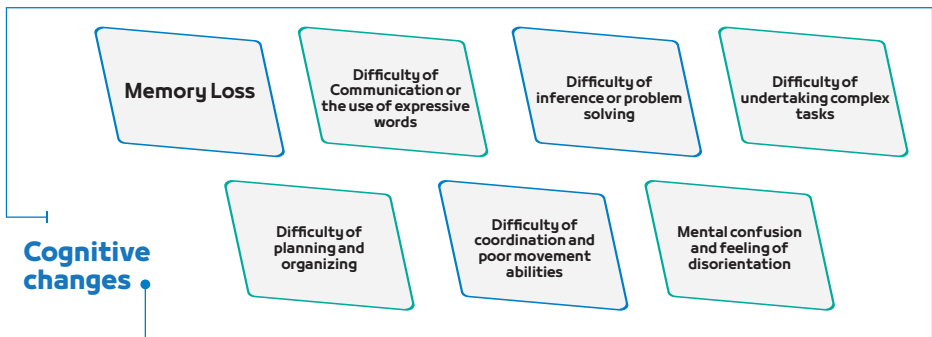 Memory Loss
Difficulty of
Communication or
the use of expressive
words
Difficulty of
inference or problem
solving
Difficulty of
undertaking complex
tasks
Difficulty of
planning and
organizing
Difficulty of
coordination and
poor movement
abilities
Mental confusion
and feeling of
disorientation
Cognitive
changes